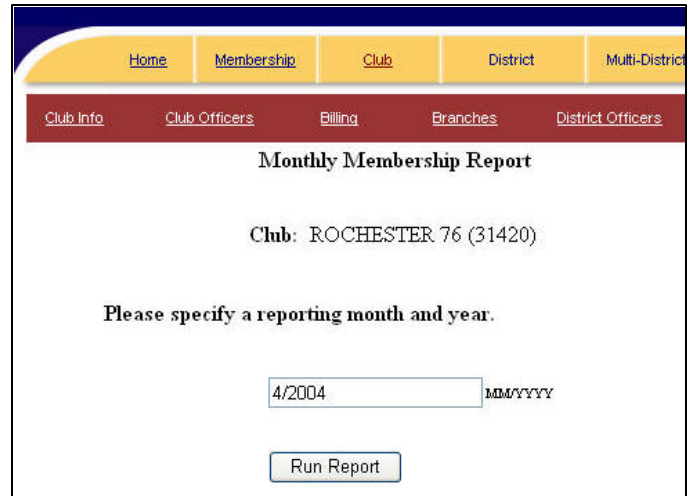 Home Membership Club District Multi-District
Club Info Club Officers Billing Branches District Officers
Monthly Membership Report
Club: ROCHESTER 76 (31420)
Please specify a reporting month and year.
4/2004 MM/YYYY
Run Report